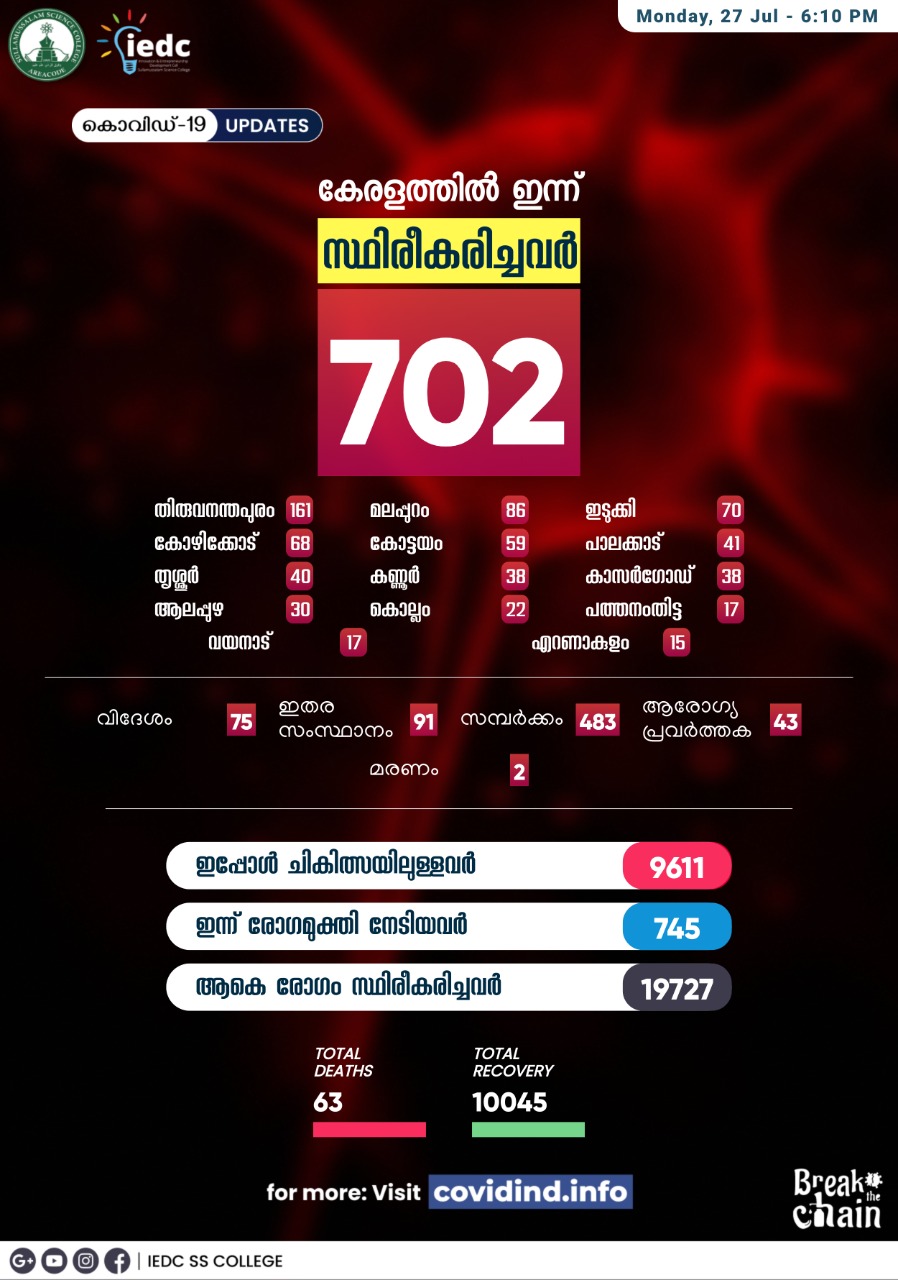 Monday, 27 Jul - 6:10 PM
SULLAMUSSALAM SCIENCE COLLEGE
AREACODE
iedc
കൊവിഡ്-19 UPDATES
കേരളത്തിൽ ഇന്ന്
സ്ഥിരീകരിച്ചവർ
702
തിരുവനന്തപുരം 161 മലപ്പുറം 86 ഇടുക്കി 70
കോഴിക്കോട് 68 കോട്ടയം 59 പാലക്കാട് 41
തൃശ്ശൂർ 40 കണ്ണൂർ 38 കാസർഗോഡ് 38
ആലപ്പുഴ 30 കൊല്ലം 22 പത്തനംതിട്ട 17
വയനാട് 17 എറണാകുളം 15
വിദേശം 75
ഇതര
സംസ്ഥാനം 91
സമ്പർക്കം 483
ആരോഗ്യ
പ്രവർത്തക 43
മരണം 2
ഇപ്പോൾ ചികിത്സയിലുള്ളവർ 9611
ഇന്ന് രോഗമുക്തി നേടിയവർ 745
ആകെ രോഗം സ്ഥിരീകരിച്ചവർ 19727
TOTAL
DEATHS
63
TOTAL
RECOVERY
10045
for more: Visit covidind.info
Break
the
chain
G+ | IEDC SS COLLEGE